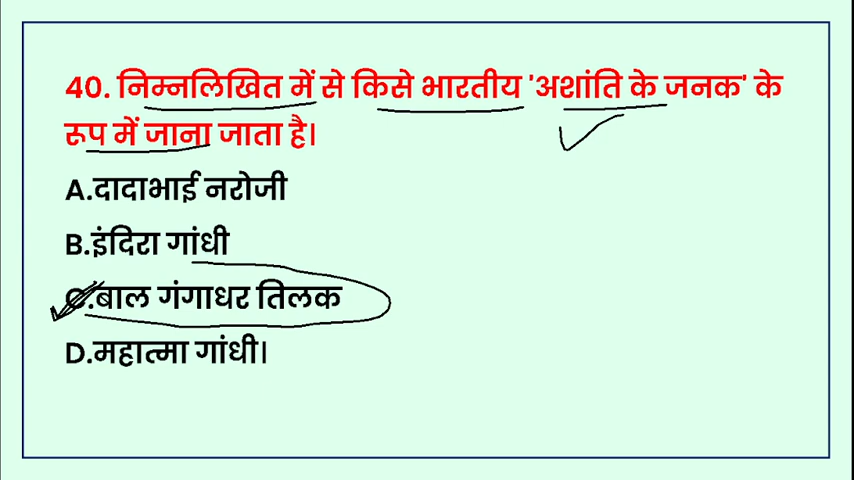 40. निम्नलिखित में से किसे भारतीय 'अशांति के जनक' के
रूप में जाना जाता है।
A.दादाभाई नरोजी
B.इंदिरा गांधी
C.बाल गंगाधर तिलक
D.महात्मा गांधी।